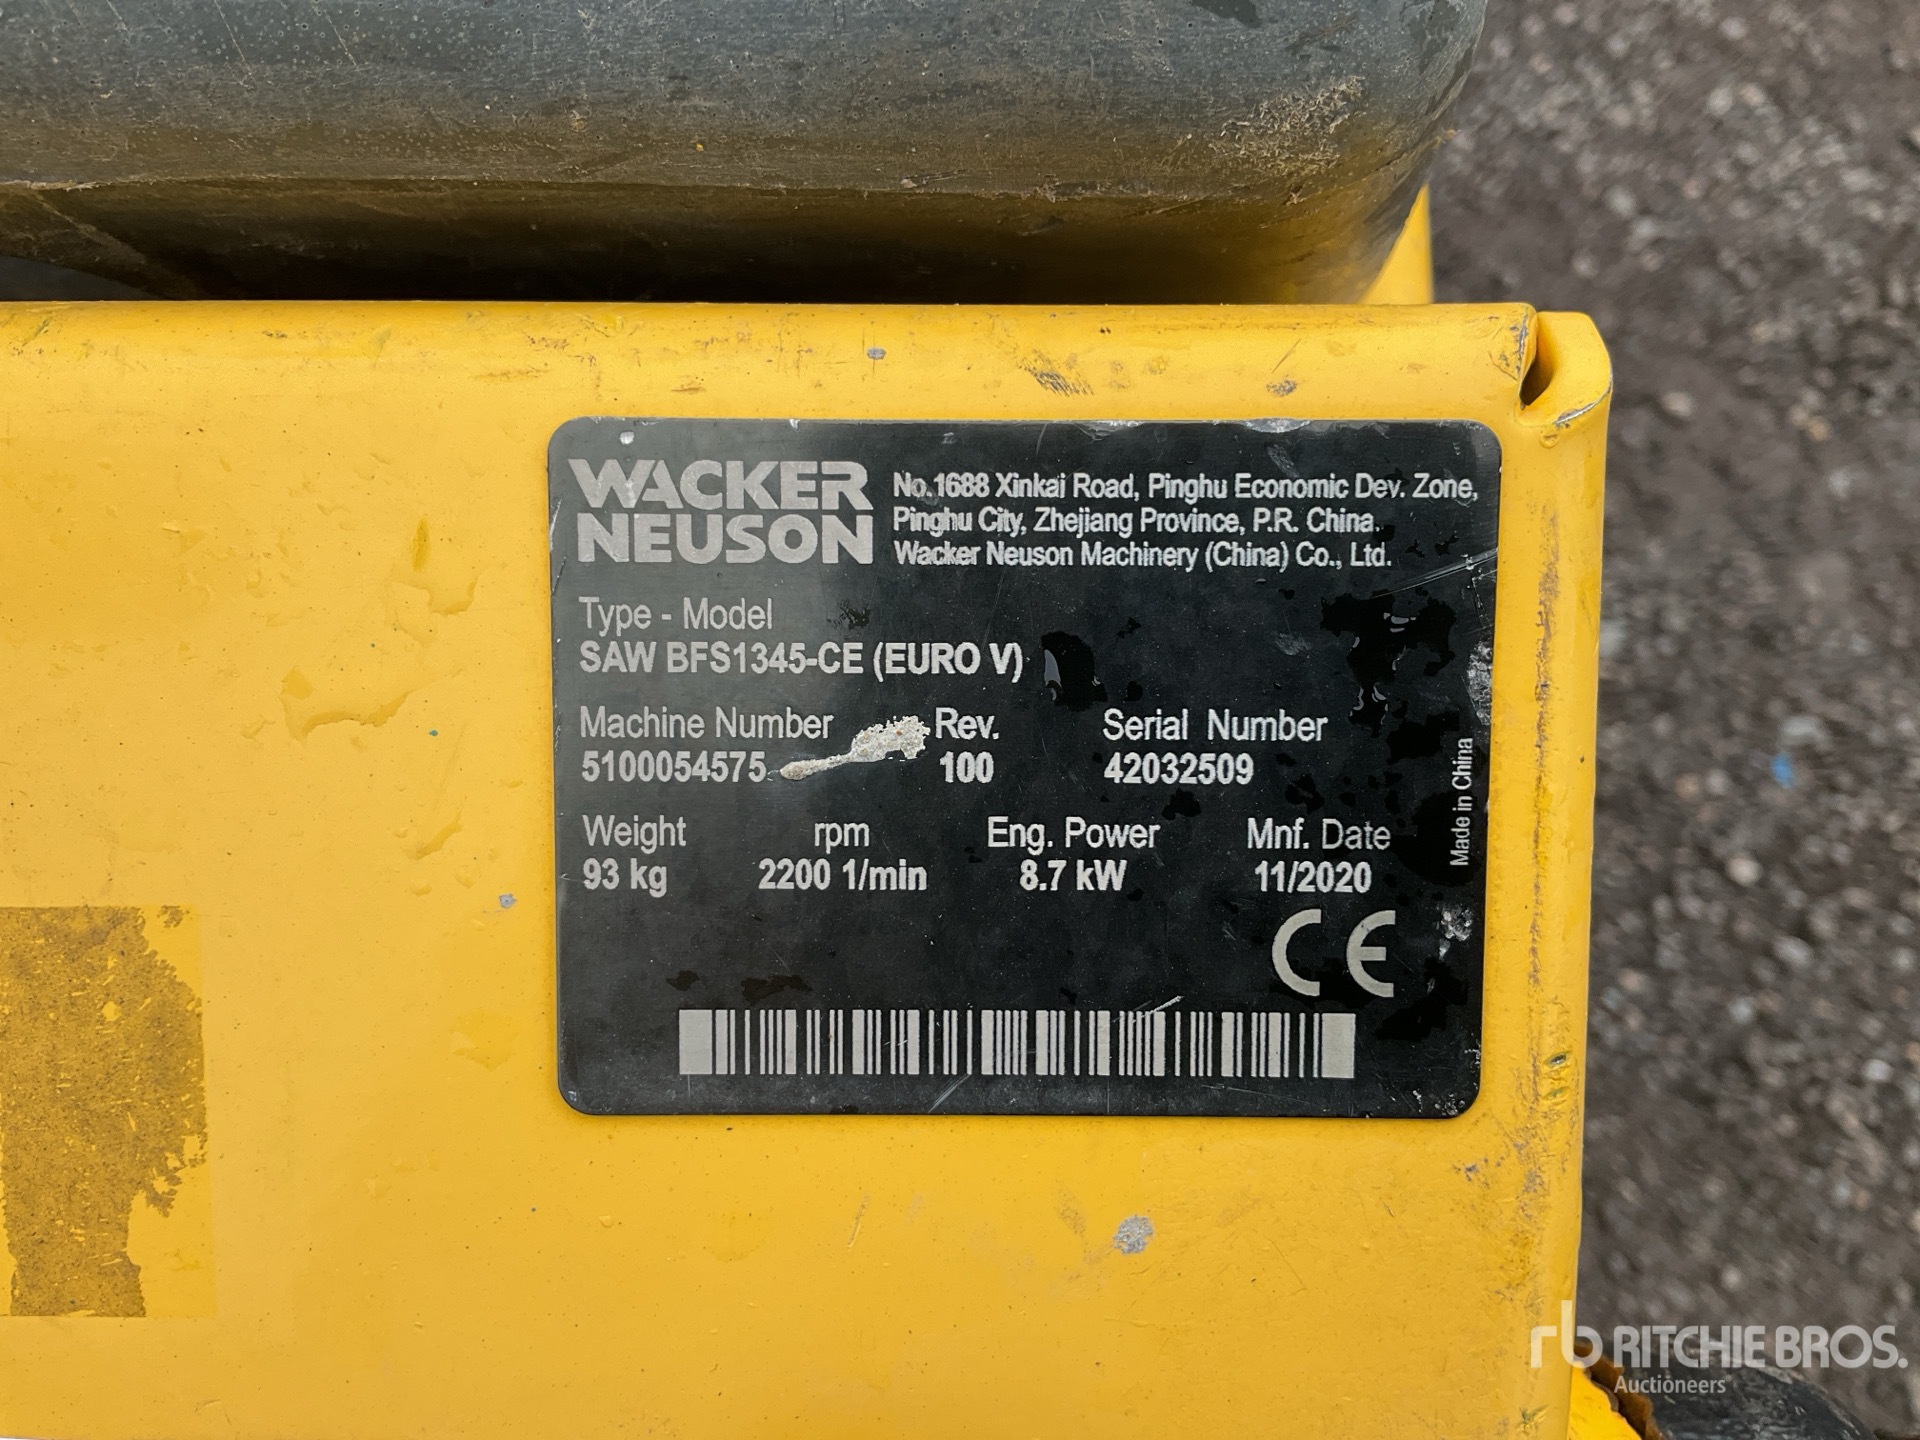 WACKER
NEUSON
No.1688 Xinkai Road, Pinghu Economic Dev. Zone,
Pinghu City, Zhejiang Province, P.R. China.
Wacker Neuson Machinery (China) Co., Ltd.
Type - Model
SAW BFS1345-CE (EURO V)
Machine Number Rev. Serial Number
5100054575 100 42032509
Weight rpm Eng. Power Mnf. Date
93 kg 2200 1/min 8.7 kW 11/2020
Made in China
CE
rb RITCHIE BROS.
Auctioneers